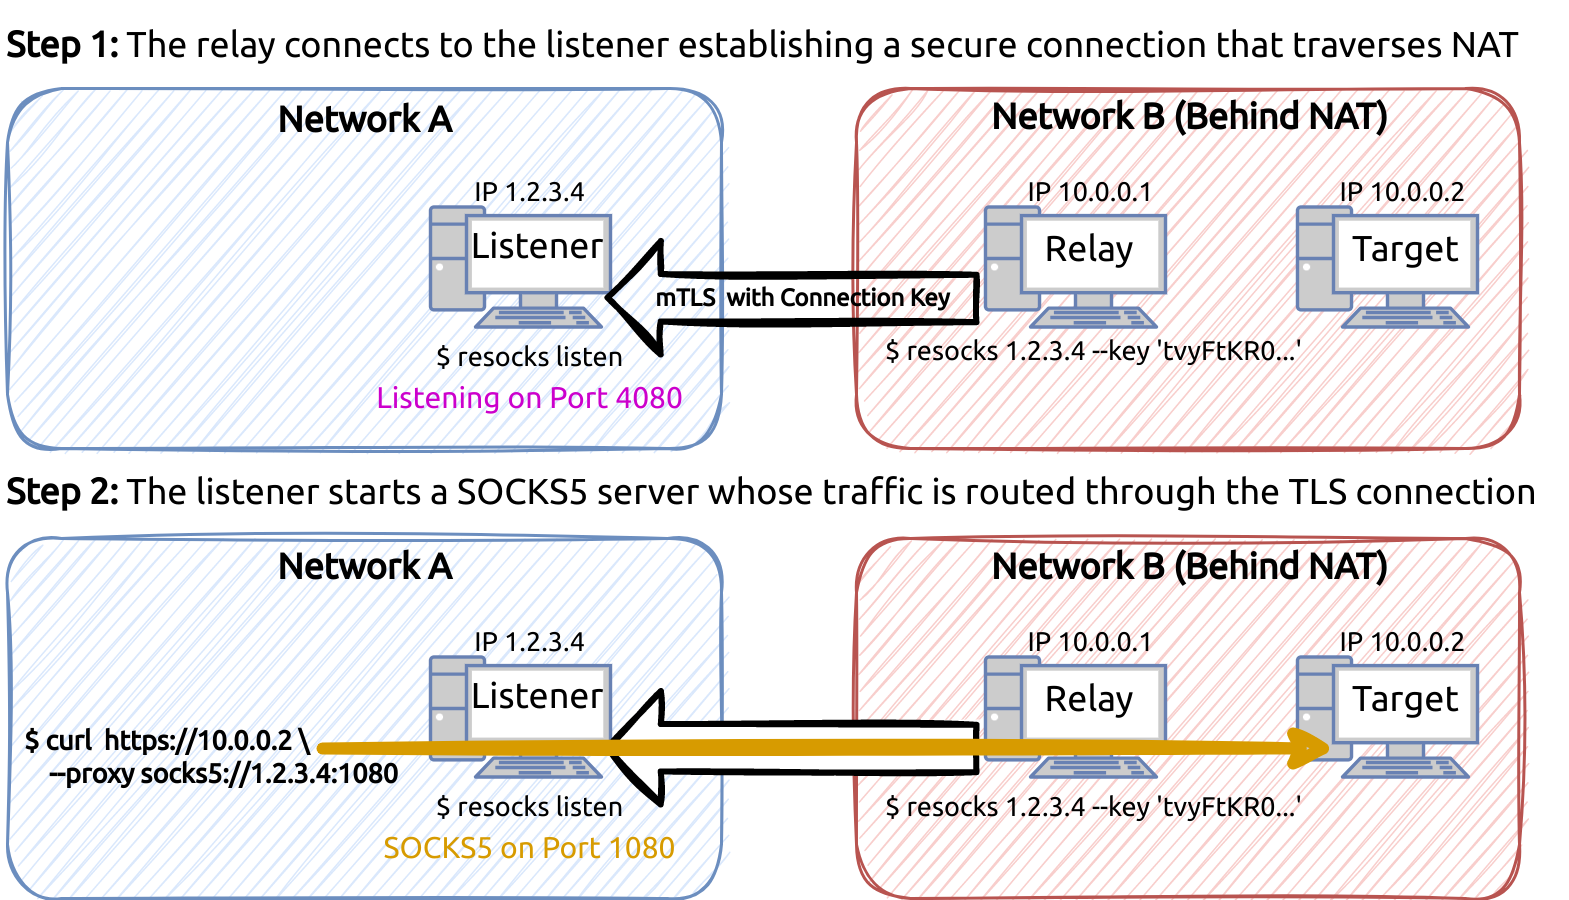 Step 1: The relay connects to the listener establishing a secure connection that traverses NAT
Network A
Network B (Behind NAT)
IP 1.2.3.4
IP 10.0.0.1
IP 10.0.0.2
Listener
Relay
Target
mTLS with Connection Key
$ resocks listen
$ resocks 1.2.3.4 --key 'tvyFtKR0...'
Listening on Port 4080
Step 2: The listener starts a SOCKS5 server whose traffic is routed through the TLS connection
Network A
Network B (Behind NAT)
IP 1.2.3.4
IP 10.0.0.1
IP 10.0.0.2
Listener
Relay
Target
$ curl https://10.0.0.2 \
--proxy socks5://1.2.3.4:1080
$ resocks listen
$ resocks 1.2.3.4 --key 'tvyFtKR0...'
SOCKS5 on Port 1080